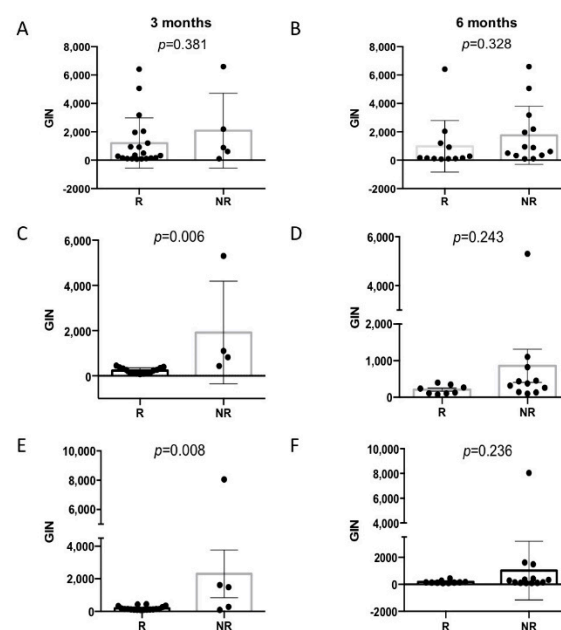 3 months
6 months
A
p=0.381
GIN
8,000
6,000
4,000
2,000
0
-2000
R
NR
B
p=0.328
GIN
8,000
6,000
4,000
2,000
0
-2000
R
NR
C
p=0.006
GIN
6,000
4,000
2,000
0
R
NR
D
p=0.243
GIN
6,000
4,000
2,000
1,000
0
R
NR
E
p=0.008
GIN
10,000
8,000
6,000
4,000
2,000
0
R
NR
F
p=0.236
GIN
10,000
8,000
6,000
4,000
2000
0
-2000
R
NR